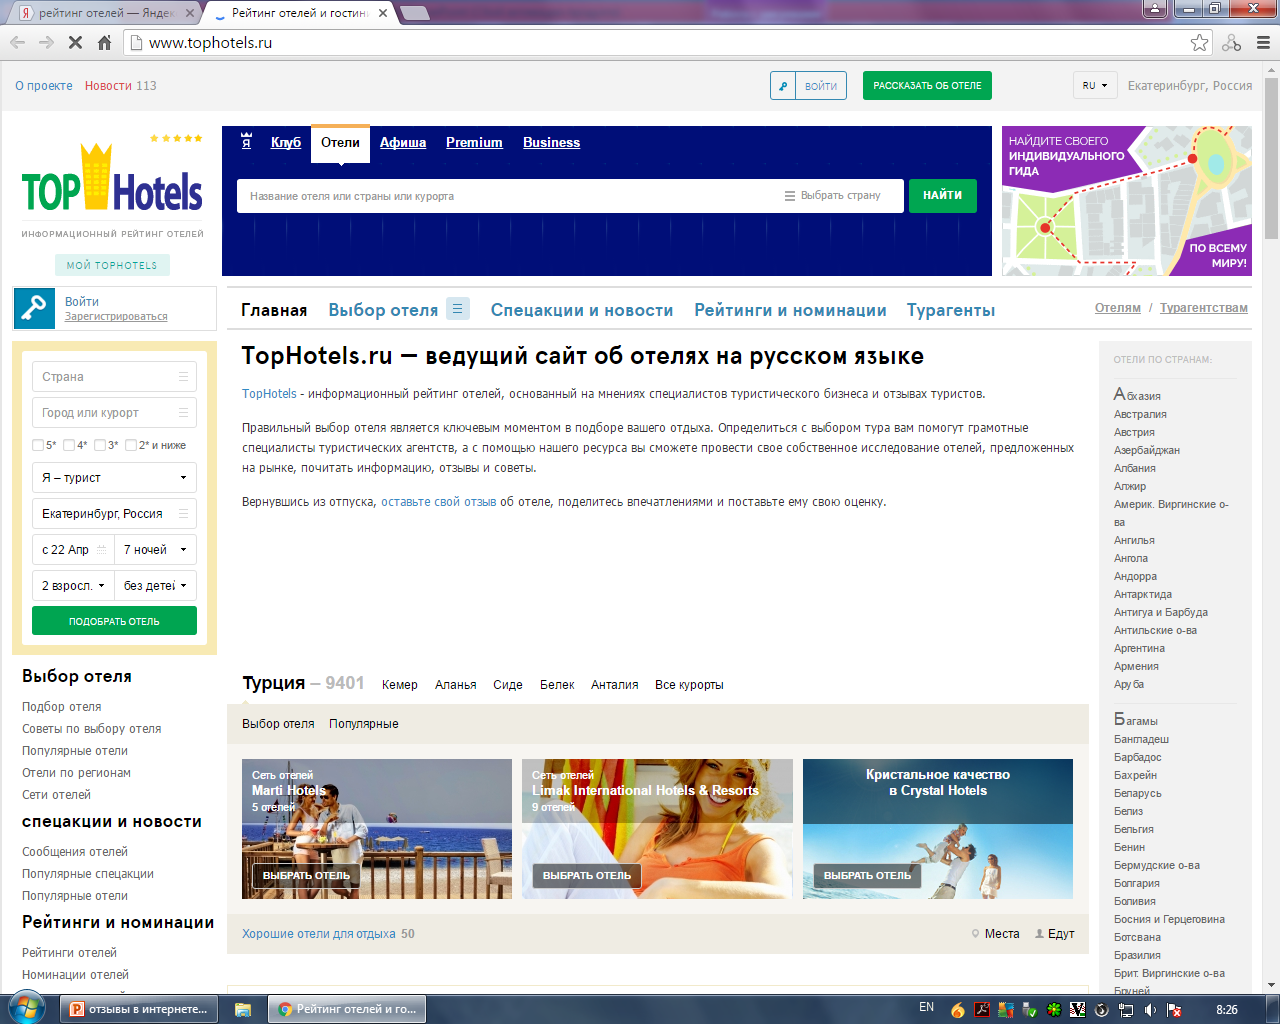 рейтинг отелей — Яндекс
Рейтинг отелей и гостини
www.tophotels.ru
О проекте Новости 113
ВОЙТИ
РАССКАЗАТЬ ОБ ОТЕЛЕ
RU
Екатеринбург, Россия
TOP Hotels
ИНФОРМАЦИОННЫЙ РЕЙТИНГ ОТЕЛЕЙ
МОЙ TOPHOTELS
Я Клуб Отели Афиша Premium Business
Название отеля или страны или курорта
Выбрать страну
НАЙТИ
НАЙДИТЕ СВОЕГО
ИНДИВИДУАЛЬНОГО
ГИДА
ПО ВСЕМУ
МИРУ!
Войти
Зарегистрироваться
Главная Выбор отеля Спецакции и новости Рейтинги и номинации Турагенты
Отелям / Турагентствам
Страна
Город или курорт
5* 4* 3* 2* и ниже
Я – турист
Екатеринбург, Россия
с 22 Апр 7 ночей
2 взросл. без детей
ПОДОБРАТЬ ОТЕЛЬ
Выбор отеля
Подбор отеля
Советы по выбору отеля
Популярные отели
Отели по регионам
Сети отелей
спецакции и новости
Сообщения отелей
Популярные спецакции
Популярные отели
Рейтинги и номинации
Рейтинги отелей
Номинации отелей
TopHotels.ru — ведущий сайт об отелях на русском языке
TopHotels - информационный рейтинг отелей, основанный на мнениях специалистов туристического бизнеса и отзывах туристов.
Правильный выбор отеля является ключевым моментом в подборе вашего отдыха. Определиться с выбором тура вам помогут грамотные
специалисты туристических агентств, а с помощью нашего ресурса вы сможете провести свое собственное исследование отелей, предложенных
на рынке, почитать информацию, отзывы и советы.
Вернувшись из отпуска, оставьте свой отзыв об отеле, поделитесь впечатлениями и поставьте ему свою оценку.
Турция – 9401 Кемер Аланья Сиде Белек Анталия Все курорты
Выбор отеля Популярные
Сеть отелей
Marti Hotels
5 отелей
ВЫБРАТЬ ОТЕЛЬ
Сеть отелей
Limak International Hotels & Resorts
9 отелей
ВЫБРАТЬ ОТЕЛЬ
Кристальное качество
в Crystal Hotels
ВЫБРАТЬ ОТЕЛЬ
Хорошие отели для отдыха 50
Места Едут
ОТЕЛИ ПО СТРАНАМ:
Абхазия
Австралия
Австрия
Азербайджан
Албания
Алжир
Америк. Виргинские о-
ва
Ангилья
Ангола
Андорра
Антарктида
Антигуа и Барбуда
Антильские о-ва
Аргентина
Армения
Аруба
Багамы
Бангладеш
Барбадос
Бахрейн
Беларусь
Белиз
Бельгия
Бенин
Бермудские о-ва
Болгария
Боливия
Босния и Герцеговина
Ботсвана
Бразилия
Брит. Виргинские о-ва
Бруней
отзывы в интернете...
Рейтинг отелей и го...
EN
8:26